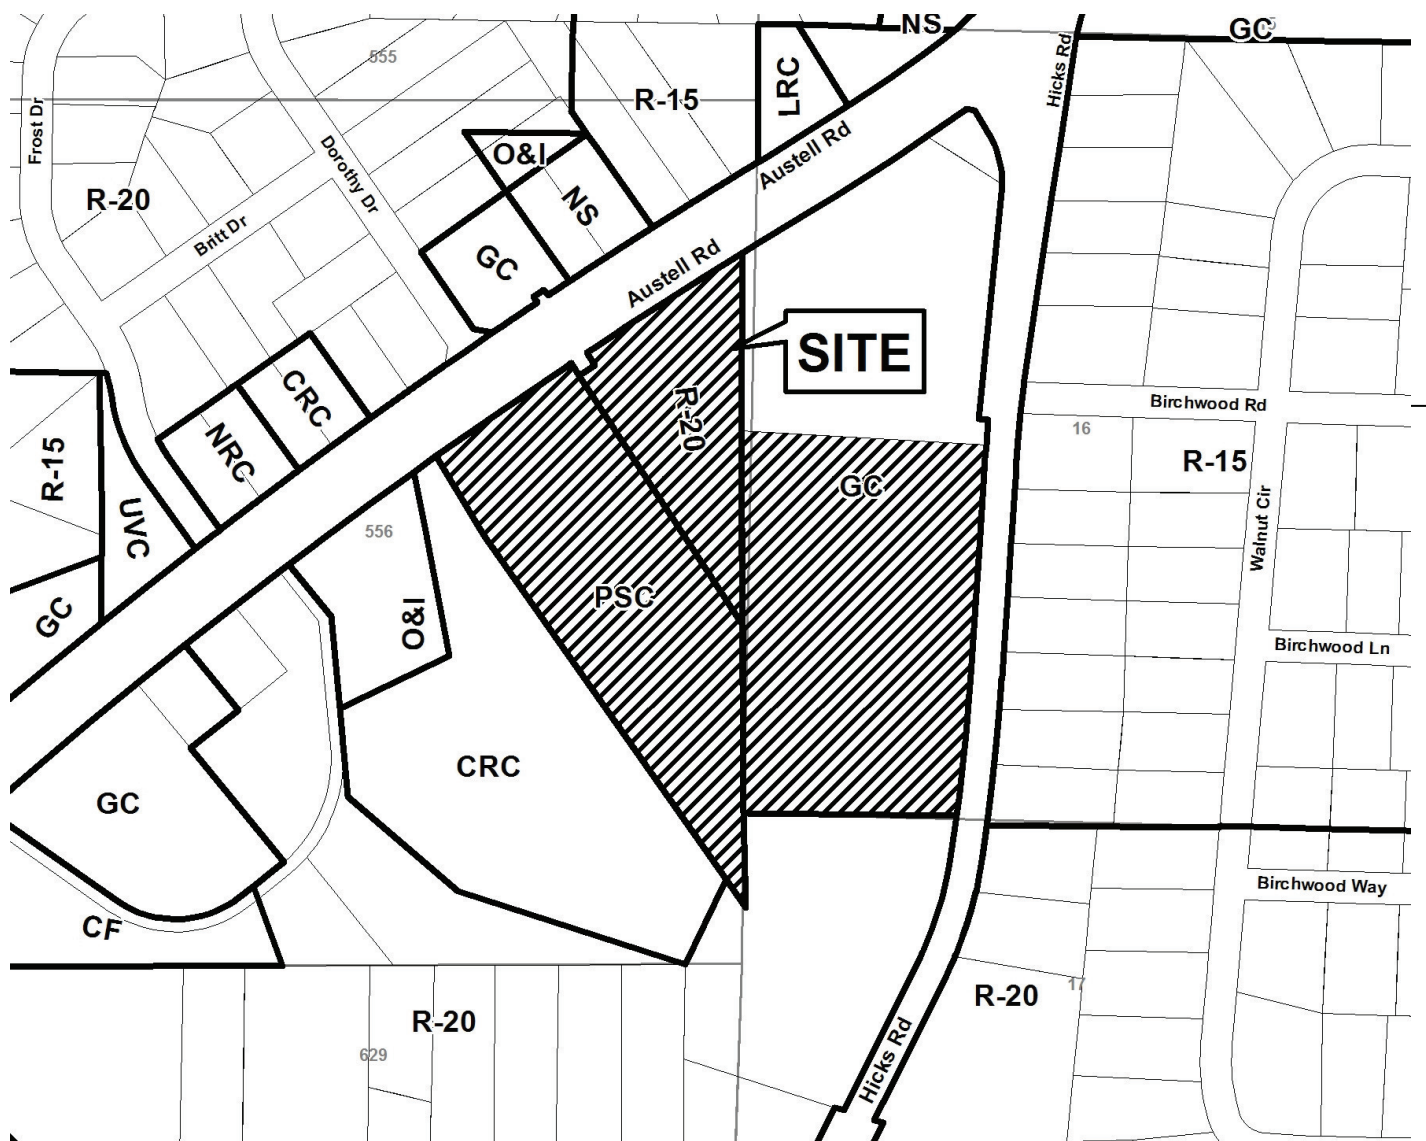 NS
GC
Hicks Rd
555
LRC
R-15
Frost Dr
Austell Rd
O&I
Dorothy Dr
R-20
NS
Britt Dr
GC
Austell Rd
SITE
CRC
R-20
Birchwood Rd
16
NRC
R-15
R-15
GC
Walnut Cir
UVC
556
PSC
GC
O&I
Birchwood Ln
CRC
GC
Birchwood Way
CF
17
R-20
R-20
629
Hicks Rd